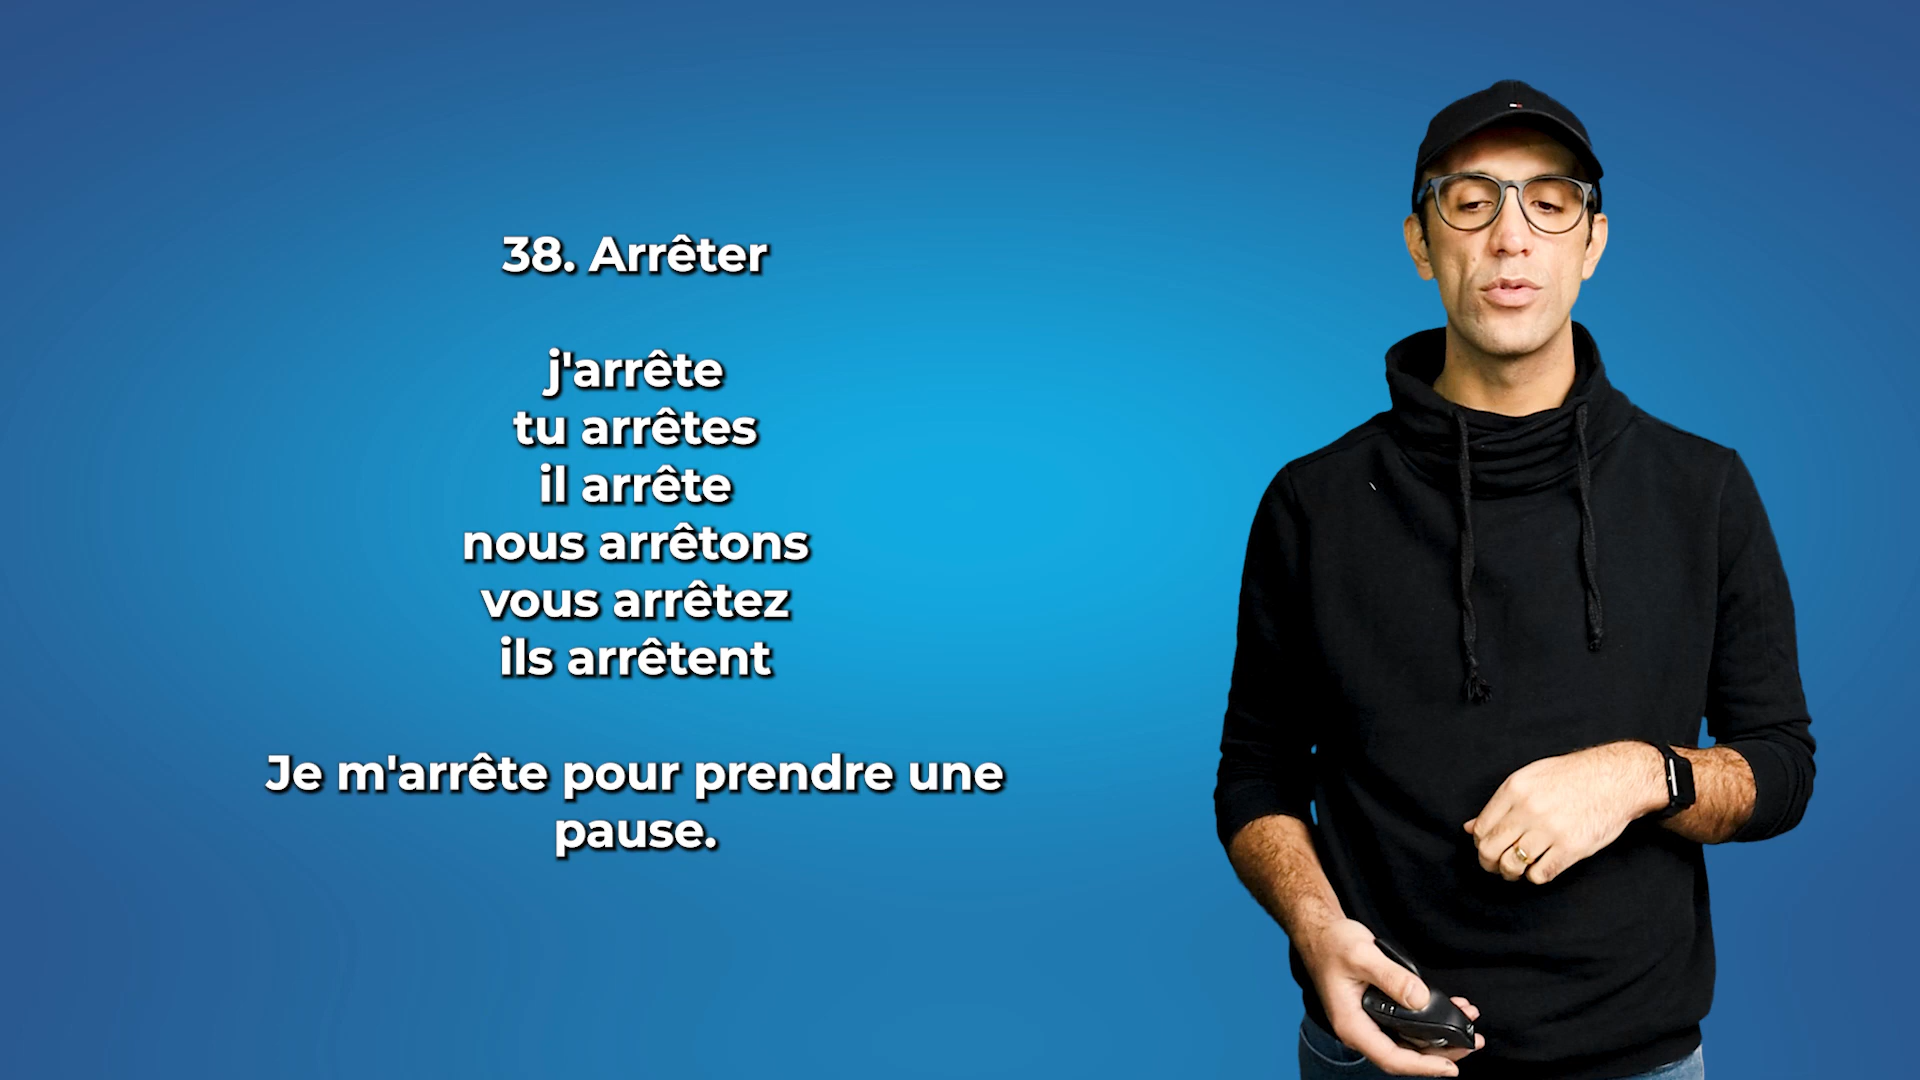 38. Arrêter
j'arrête
tu arrêtes
il arrête
nous arrêtons
vous arrêtez
ils arrêtent
Je m'arrête pour prendre une
pause.